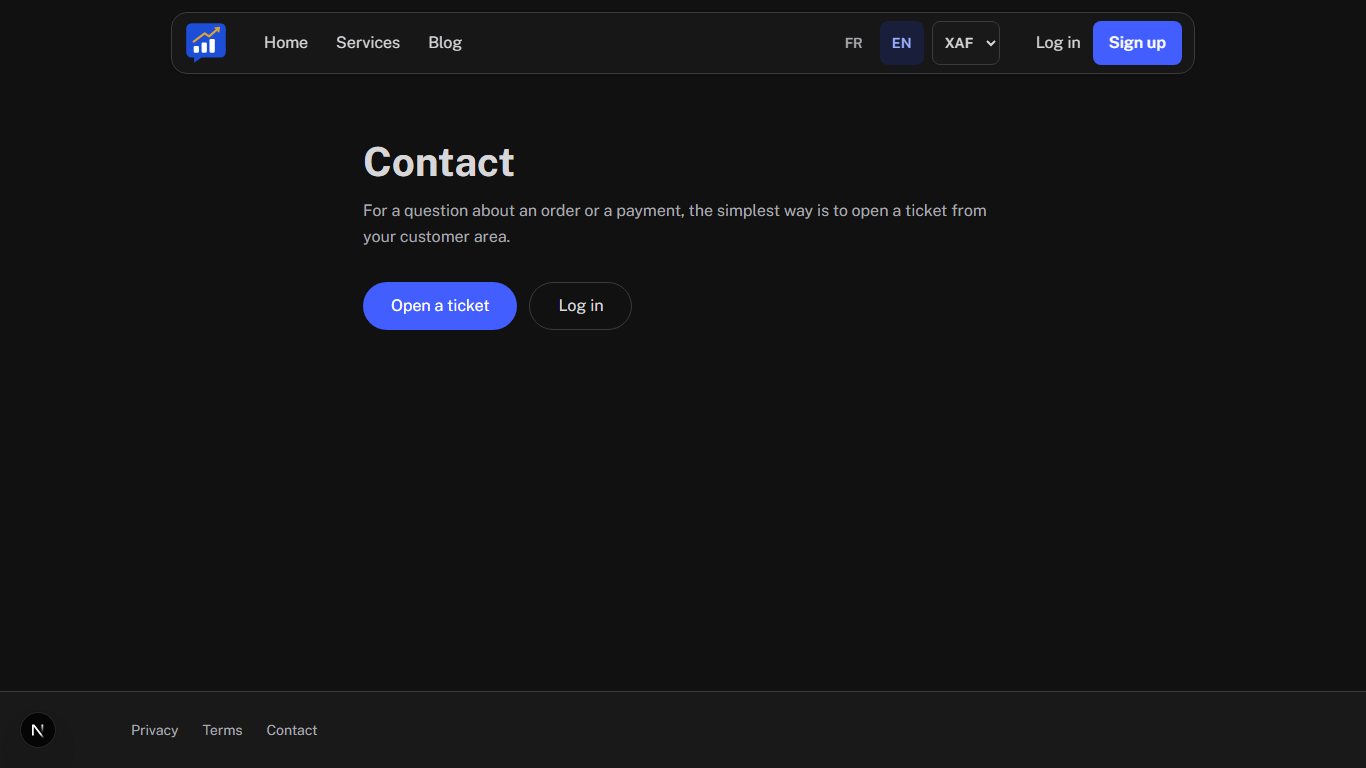 Home Services Blog FR EN XAF Log in Sign up
Contact
For a question about an order or a payment, the simplest way is to open a ticket from
your customer area.
Open a ticket Log in
N Privacy Terms Contact